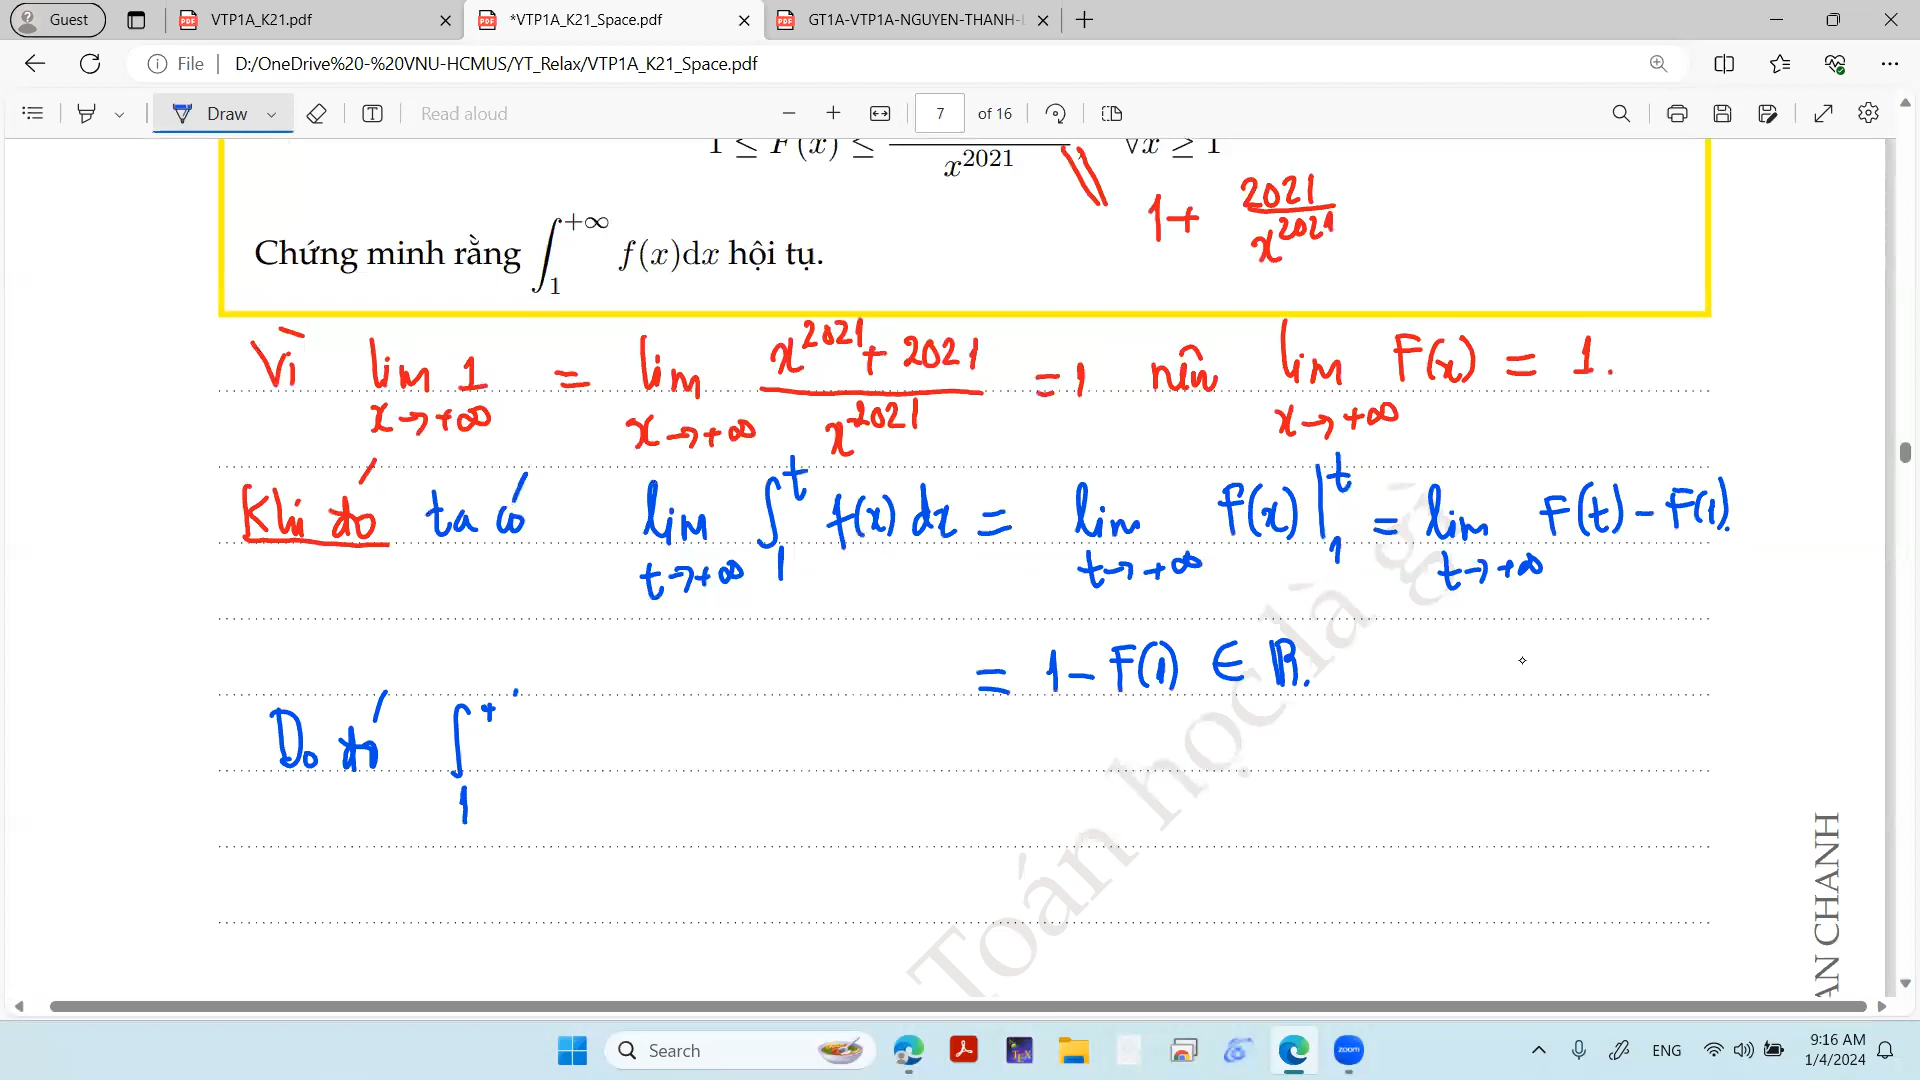 Guest
VTP1A_K21.pdf
*VTP1A_K21_Space.pdf
GT1A-VTP1A-NGUYEN-THANH-
File | D:/OneDrive%20-%20VNU-HCMUS/YT_Relax/VTP1A_K21_Space.pdf
Draw
Read aloud
7 of 16
1 ≤ F(x) ≤ x^2021, ∀x ≥ 1
1 + 2021/x^2021
Chứng minh rằng ∫_1^{+∞} f(x)dx hội tụ.
Vì lim_{x→+∞} 1 = lim_{x→+∞} (x^2021 + 2021)/x^2021 = 1 nên lim_{x→+∞} F(x) = 1.
Khi đó ta có lim_{t→+∞} ∫_1^t f(x) dx = lim_{t→+∞} F(x)|_1^t = lim_{t→+∞} F(t) - F(1).
= 1 - F(1) ∈ ℝ.
Do đó ∫_1^+
Toán học là gì
AN CHANH
Search
zoom
ENG
9:16 AM
1/4/2024